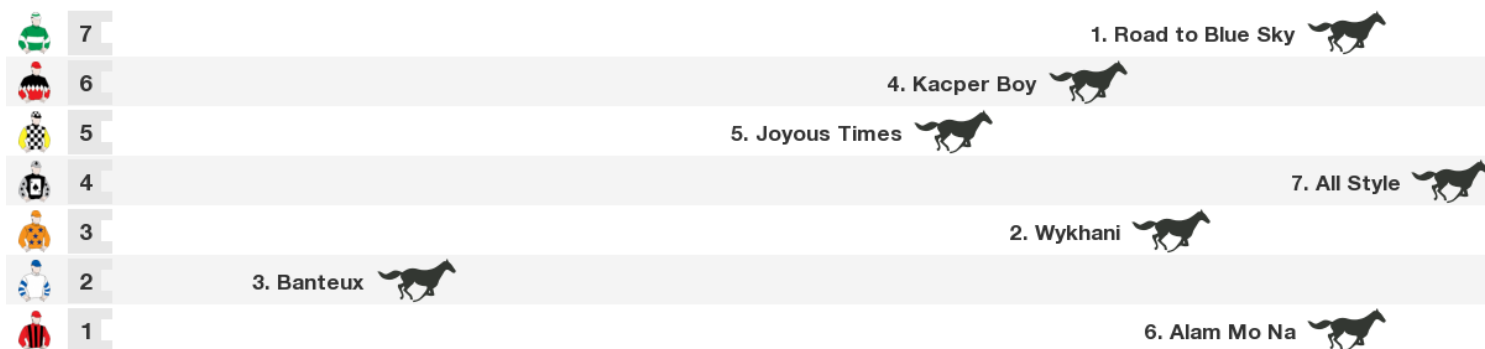 7 1. Road to Blue Sky
6 4. Kacper Boy
5 5. Joyous Times
4 7. All Style
3 2. Wykhani
2 3. Banteux
1 6. Alam Mo Na